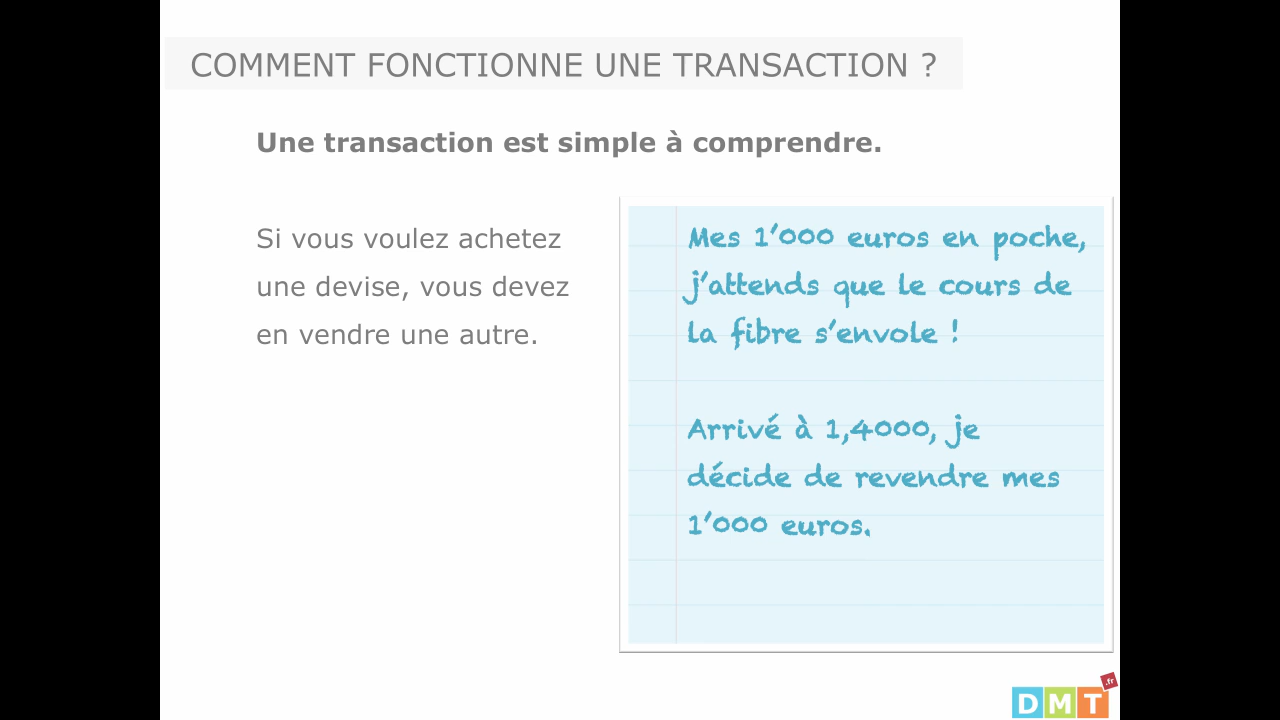 COMMENT FONCTIONNE UNE TRANSACTION ?
Une transaction est simple à comprendre.
Si vous voulez achetez
une devise, vous devez
en vendre une autre.
Mes 1’000 euros en poche,
j’attends que le cours de
la fibre s’envole !
Arrivé à 1,4000, je
décide de revendre mes
1’000 euros.
DMT.fr